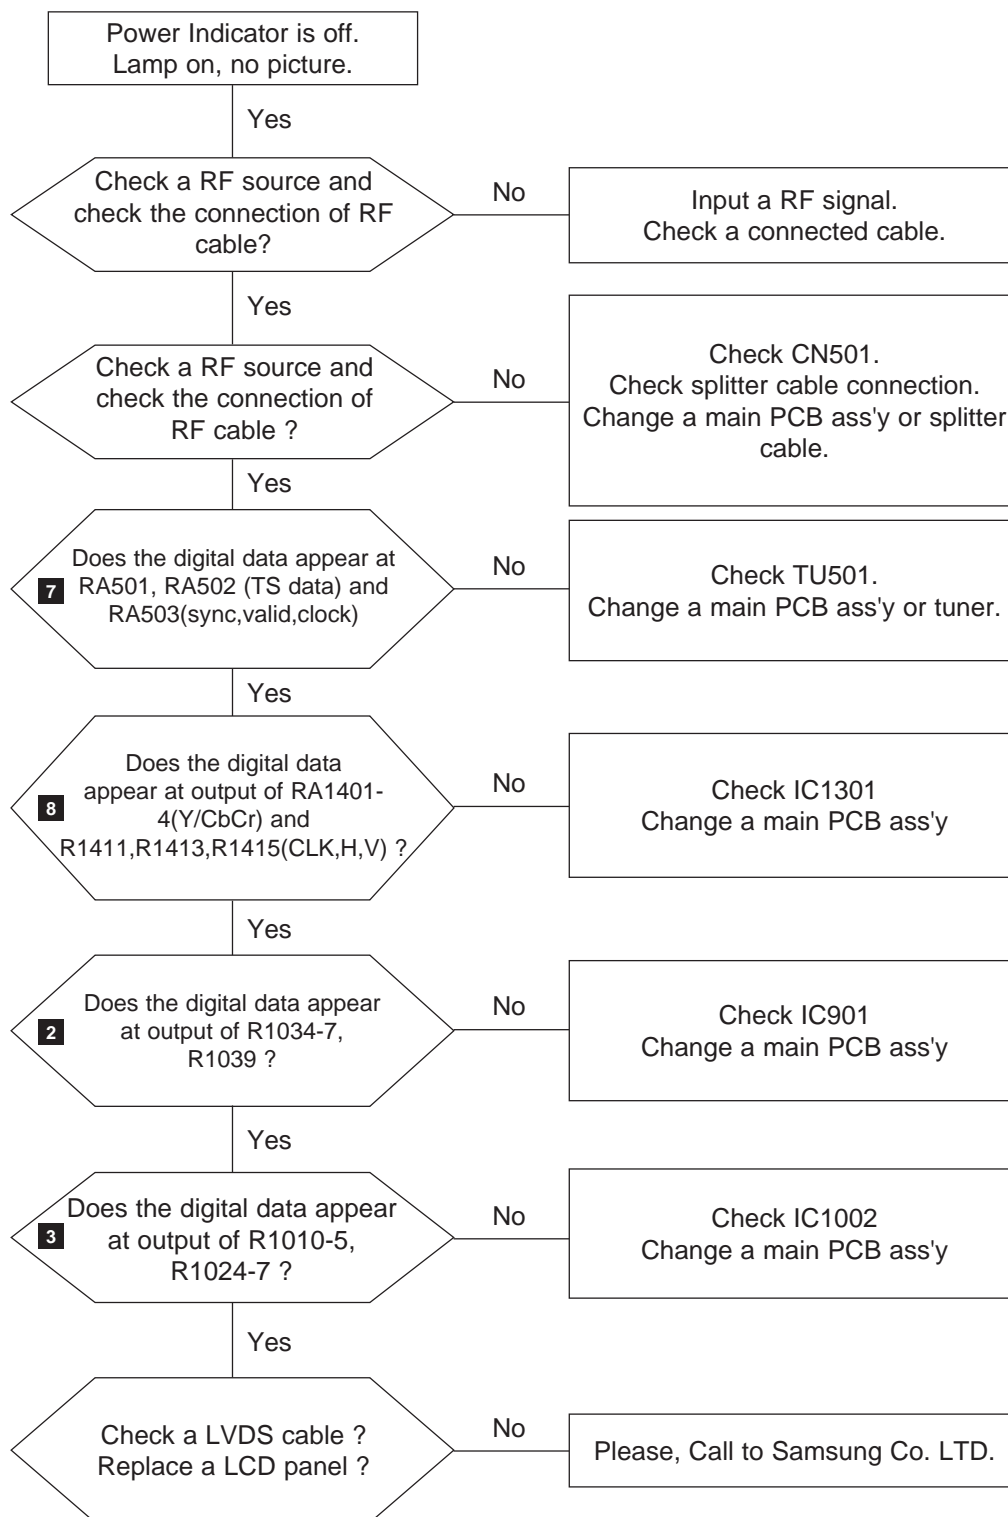 Power Indicator is off.
Lamp on, no picture.
Yes
Check a RF source and
check the connection of RF
cable?
No
Input a RF signal.
Check a connected cable.
Yes
Check a RF source and
check the connection of
RF cable ?
No
Check CN501.
Check splitter cable connection.
Change a main PCB ass'y or splitter
cable.
Yes
7
Does the digital data appear at
RA501, RA502 (TS data) and
RA503(sync,valid,clock)
No
Check TU501.
Change a main PCB ass'y or tuner.
Yes
8
Does the digital data
appear at output of RA1401-
4(Y/CbCr) and
R1411,R1413,R1415(CLK,H,V) ?
No
Check IC1301
Change a main PCB ass'y
Yes
2
Does the digital data appear
at output of R1034-7,
R1039 ?
No
Check IC901
Change a main PCB ass'y
Yes
3
Does the digital data appear
at output of R1010-5,
R1024-7 ?
No
Check IC1002
Change a main PCB ass'y
Yes
Check a LVDS cable ?
Replace a LCD panel ?
No
Please, Call to Samsung Co. LTD.